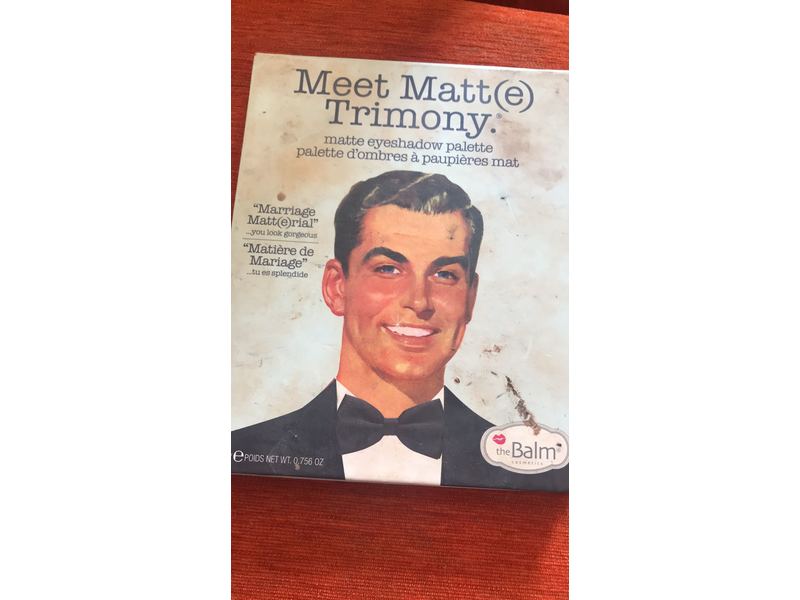 Meet Matt(e)
Trimony.®
matte eyeshadow palette
palette d'ombres à paupières mat
"Marriage
Matt(e)rial"
...you look gorgeous
"Matière de
Mariage"
...tu es splendide
℮ POIDS NET WT. 0.756 OZ
theBalm®
cosmetics